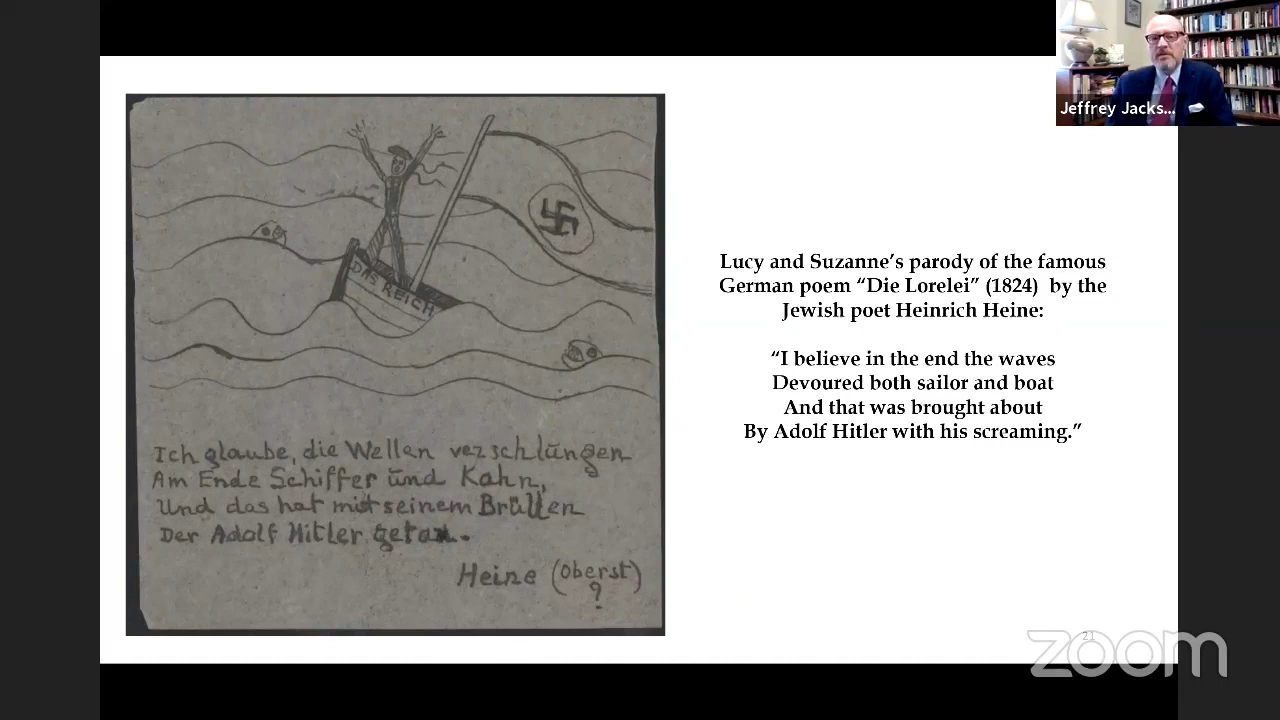 Jeffrey Jacks...
DAS REICH
Ich glaube, die Wellen verschlŭngen
Am Ende Schiffer ŭnd Kahn,
Und das hat mit seinem Brüllen
Der Adolf Hitler getan.
Heine (Oberst)
?
Lucy and Suzanne’s parody of the famous
German poem “Die Lorelei” (1824) by the
Jewish poet Heinrich Heine:
“I believe in the end the waves
Devoured both sailor and boat
And that was brought about
By Adolf Hitler with his screaming.”
21
zoom